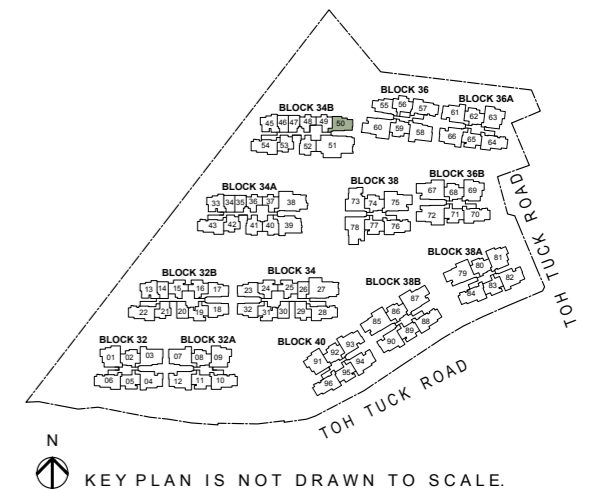 BLOCK 36
BLOCK 36A
55 56 57
60 59 58
61 62 63
66 65 64
BLOCK 34B
45 46 47 48 49 50
54 53 52 51
BLOCK 34A
33 34 35 36 37 38
43 42 41 40 39
BLOCK 38
73 74 75
78 77 76
BLOCK 36B
67 68 69
72 71 70
TOH TUCK ROAD
BLOCK 38A
79 80 81
84 83 82
BLOCK 32B
13 14 15 16 17
22 21 20 19 18
BLOCK 34
23 24 25 26 27
32 31 30 29 28
BLOCK 38B
85 86 87
90 89 88
BLOCK 32
01 02 03
06 05 04
BLOCK 32A
07 08 09
12 11 10
BLOCK 40
91 92 93
96 95 94
TOH TUCK ROAD
N
KEY PLAN IS NOT DRAWN TO SCALE.